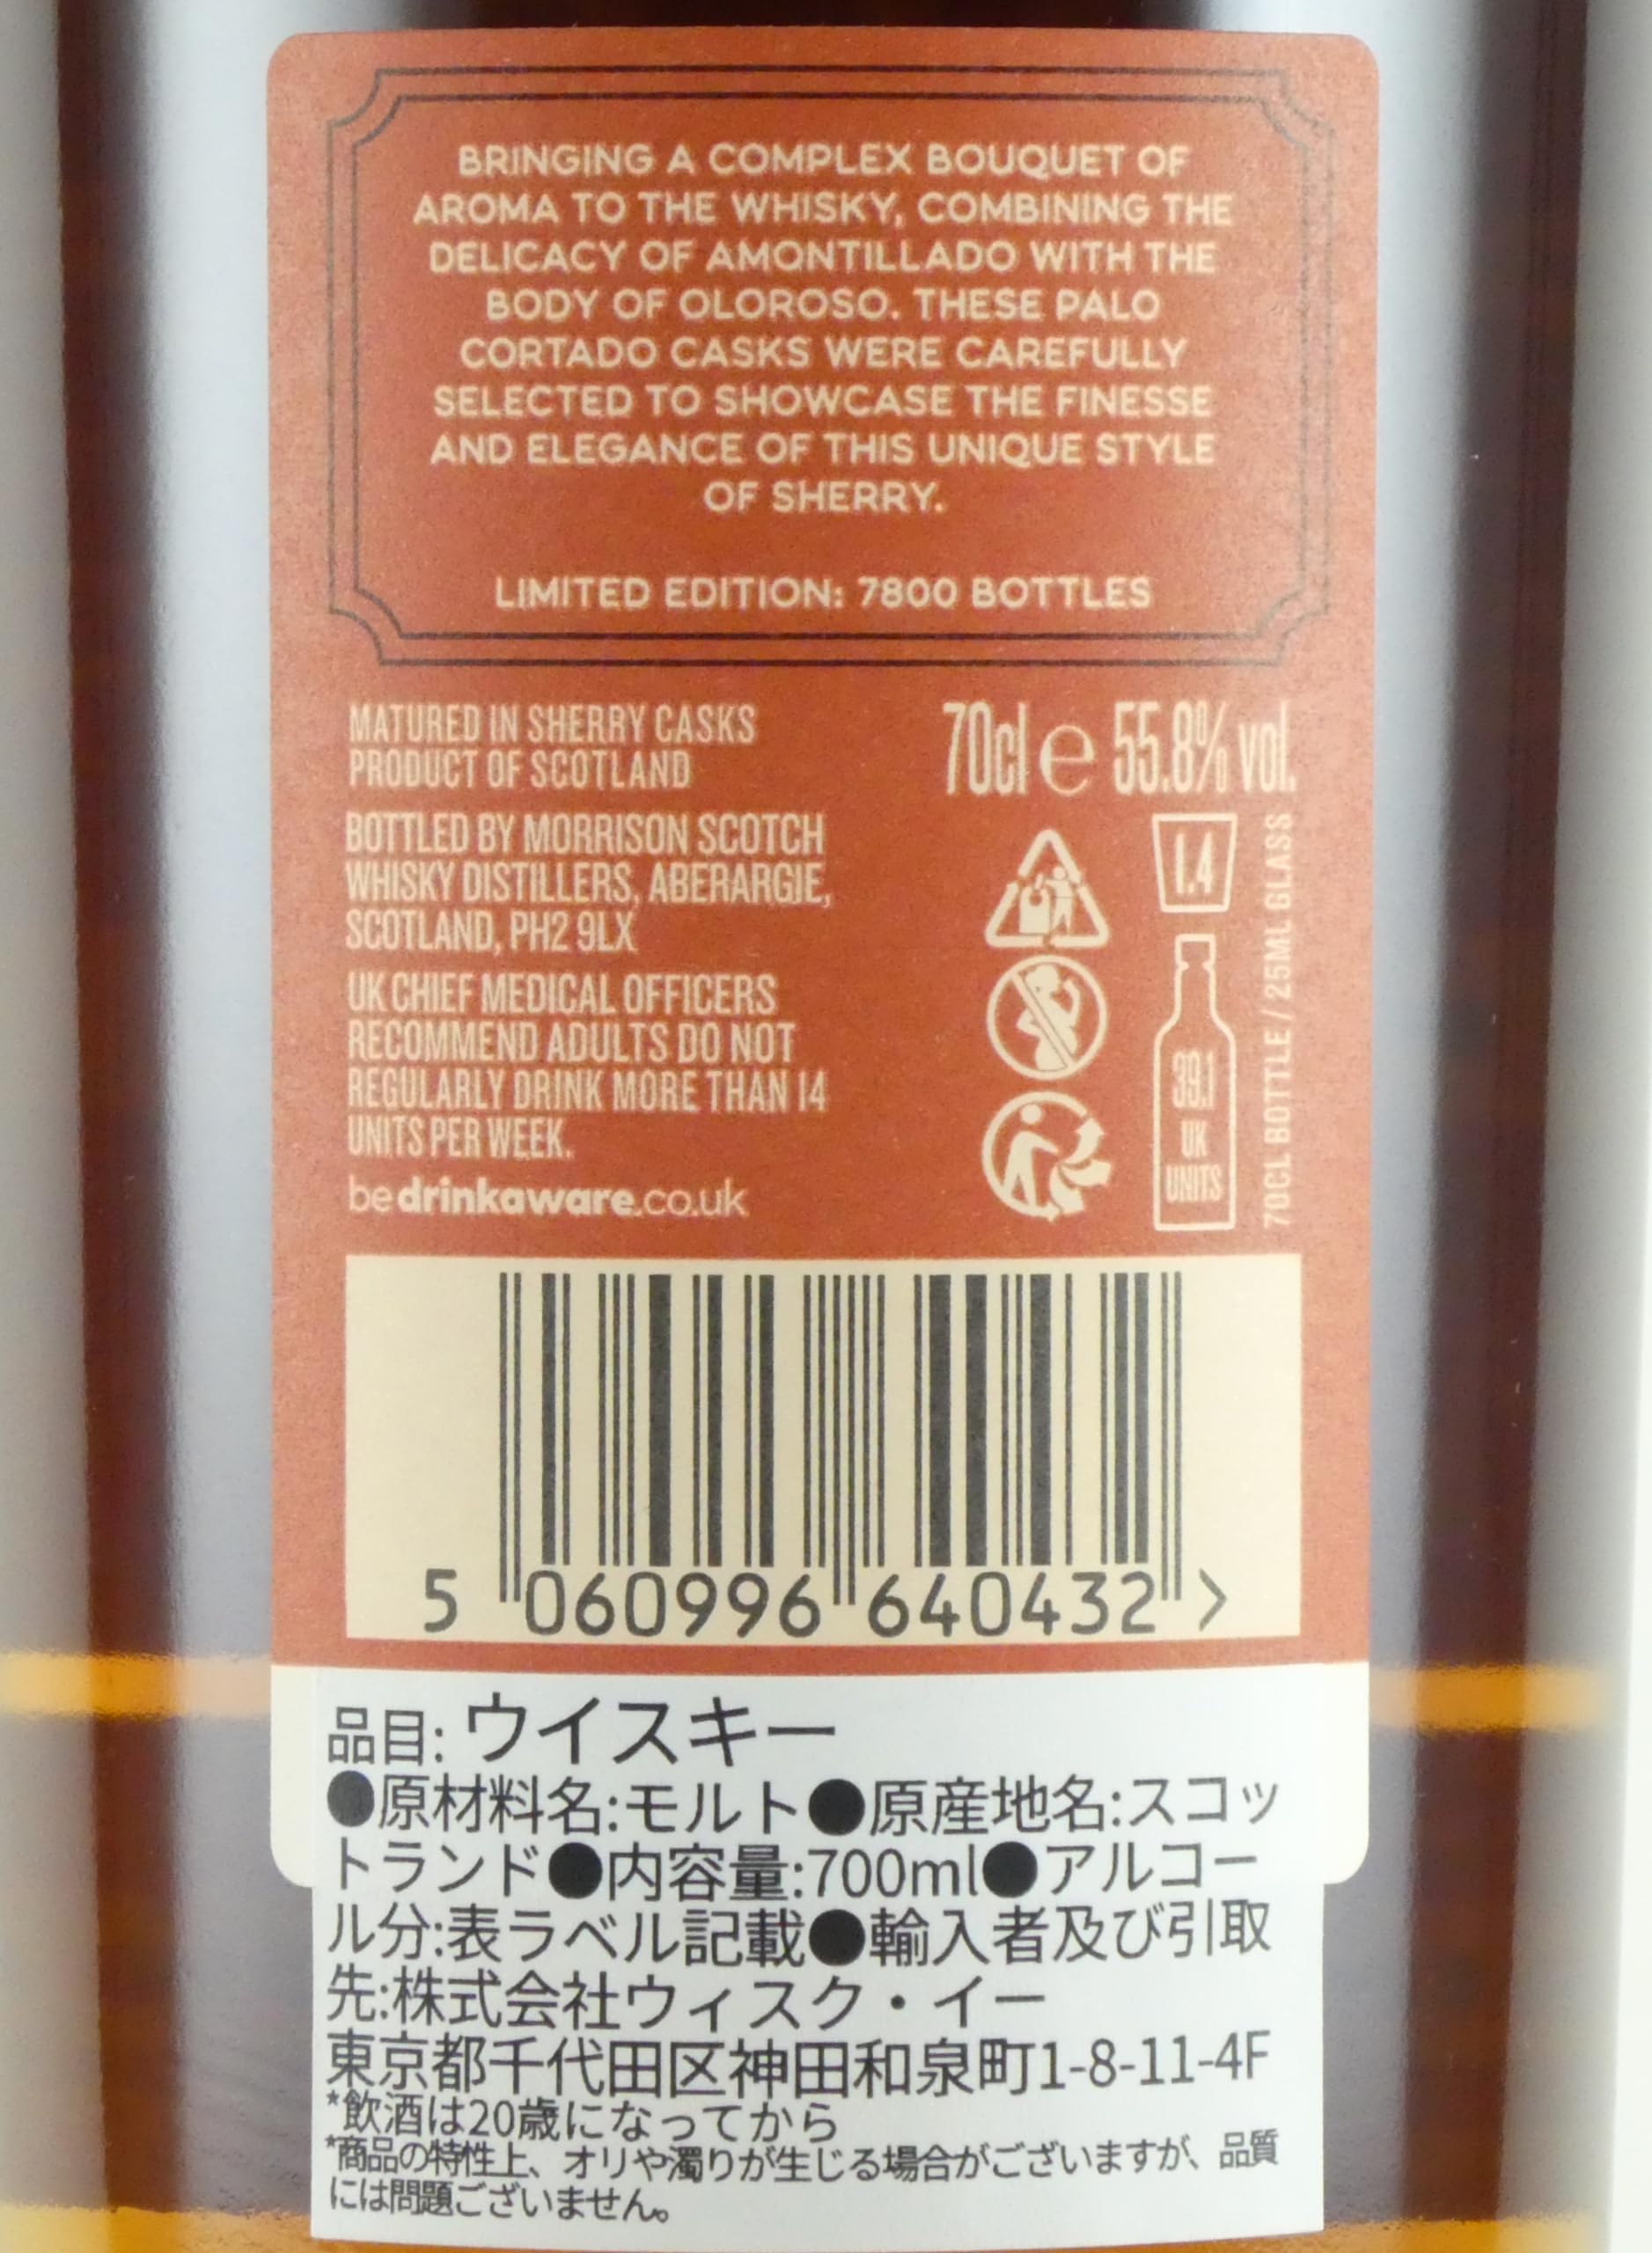 BRINGING A COMPLEX BOUQUET OF
AROMA TO THE WHISKY, COMBINING THE
DELICACY OF AMONTILLADO WITH THE
BODY OF OLOROSO. THESE PALO
CORTADO CASKS WERE CAREFULLY
SELECTED TO SHOWCASE THE FINESSE
AND ELEGANCE OF THIS UNIQUE STYLE
OF SHERRY.
LIMITED EDITION: 7800 BOTTLES
MATURED IN SHERRY CASKS
PRODUCT OF SCOTLAND
70cl e 55.8% vol.
BOTTLED BY MORRISON SCOTCH
WHISKY DISTILLERS, ABERARGIE,
SCOTLAND, PH2 9LX
UK CHIEF MEDICAL OFFICERS
RECOMMEND ADULTS DO NOT
REGULARLY DRINK MORE THAN 14
UNITS PER WEEK.
bedrinkaware.co.uk
1.4
39.1
UK
UNITS
70CL BOTTLE / 25ML GLASS
5 060996 640432 >
品目: ウイスキー
●原材料名:モルト●原産地名:スコッ
トランド●内容量:700ml●アルコー
ル分:表ラベル記載●輸入者及び引取
先:株式会社ウィスク・イー
東京都千代田区神田和泉町1-8-11-4F
*飲酒は20歳になってから
*商品の特性上、オリや濁りが生じる場合がございますが、品質
には問題ございません。